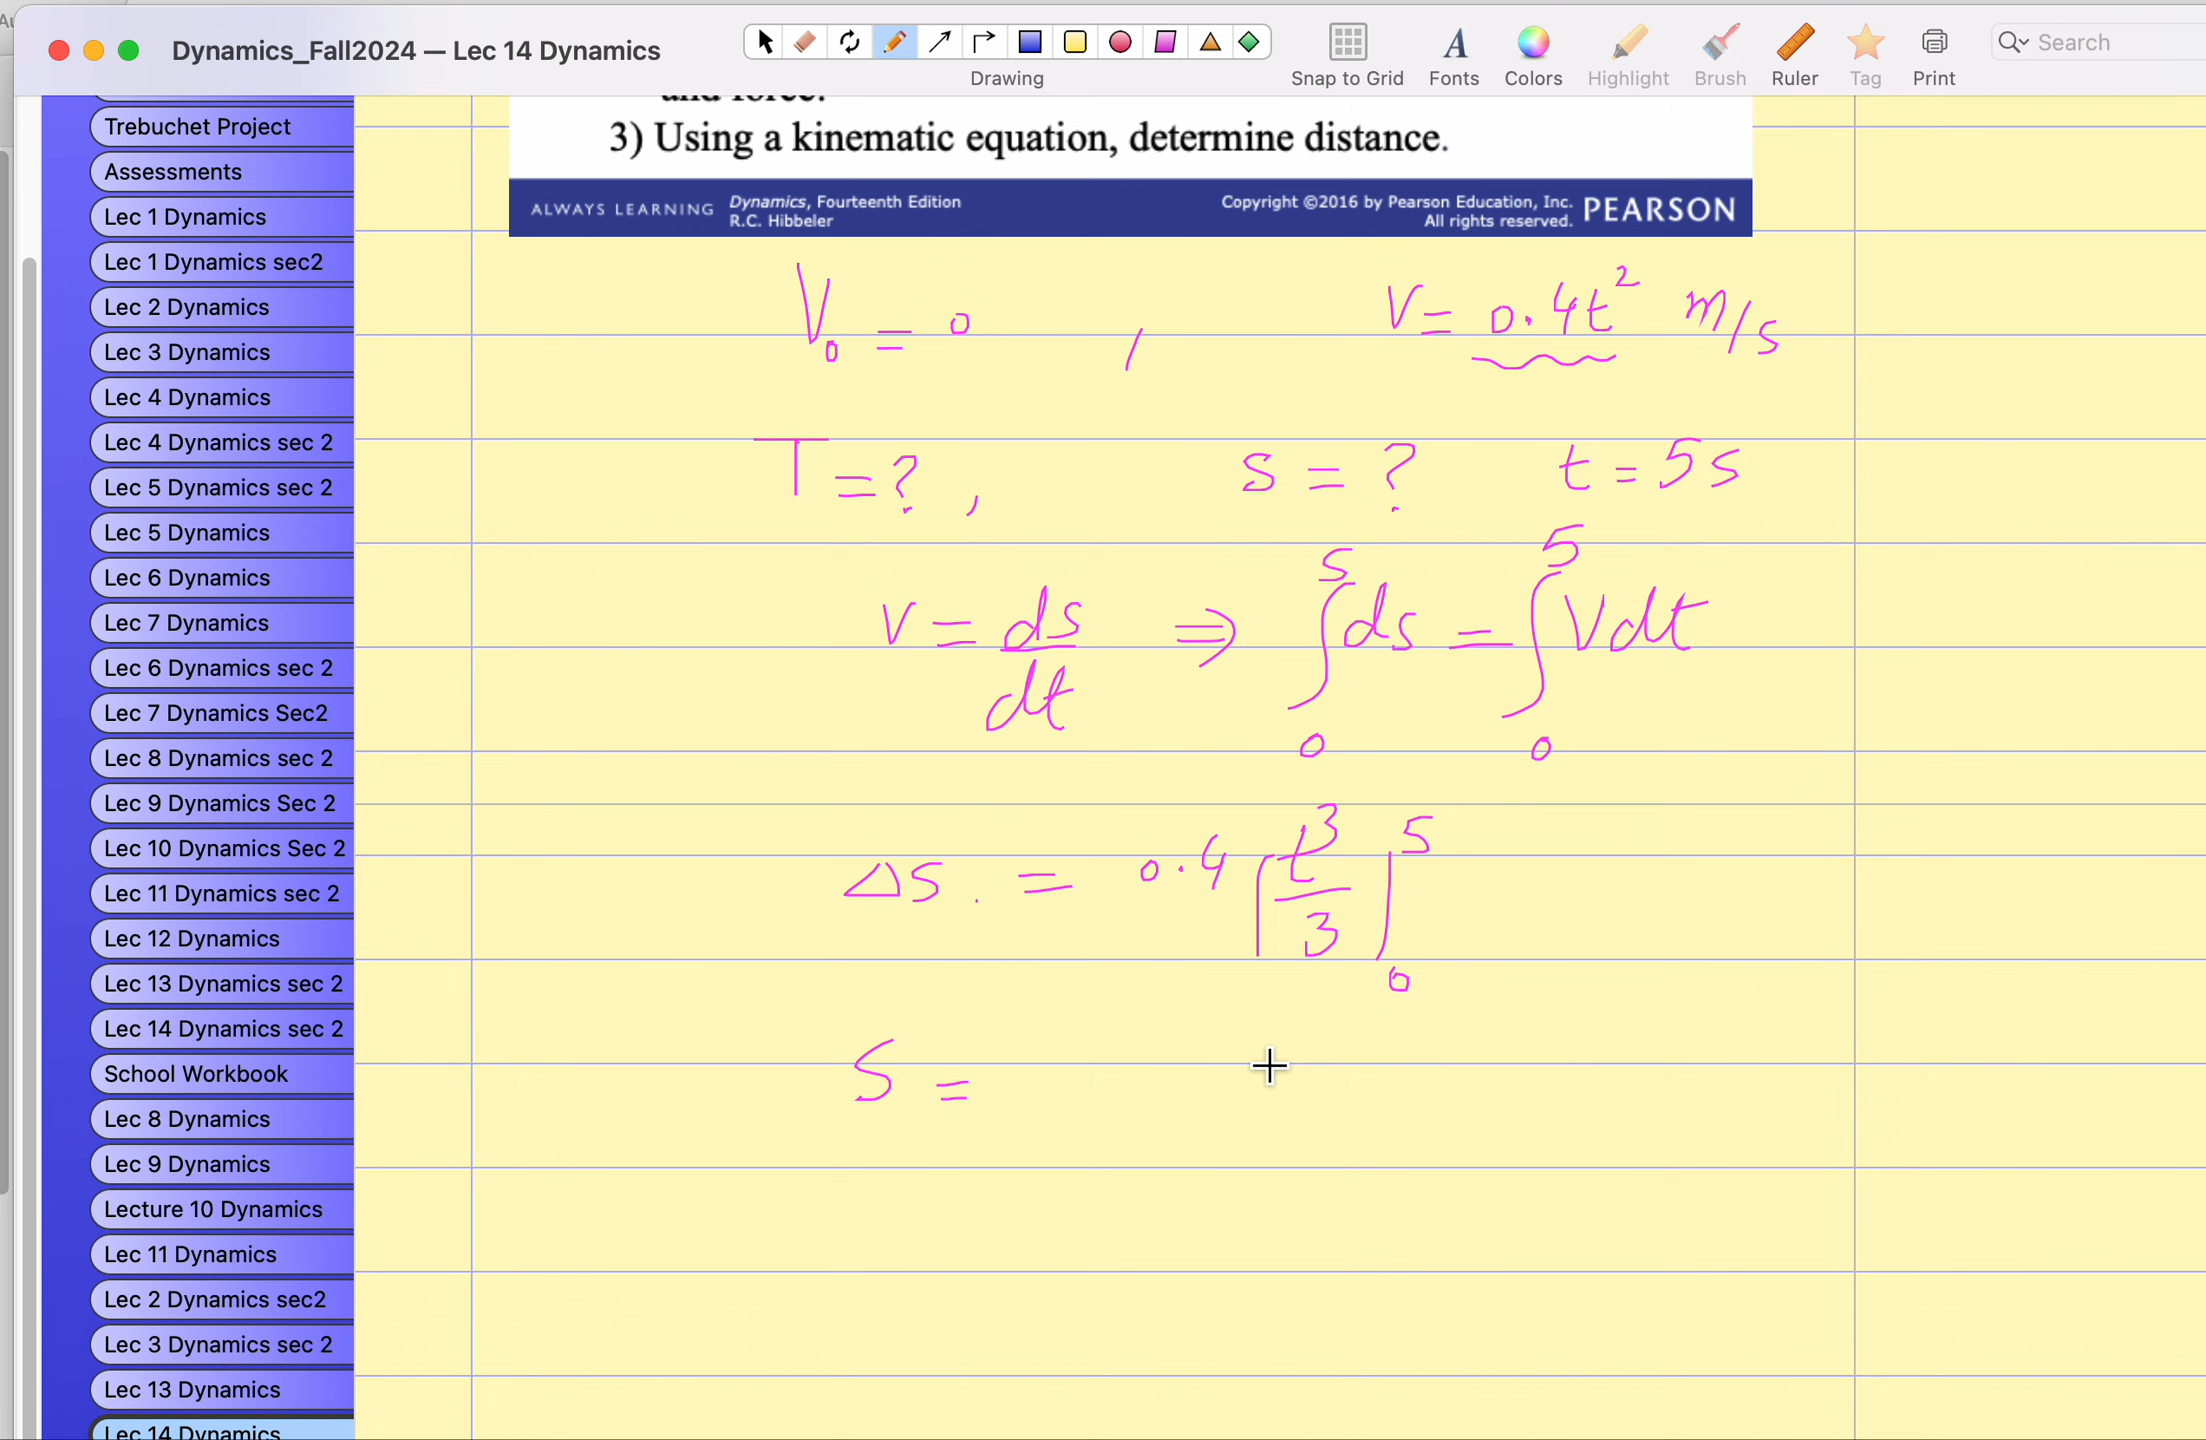 Dynamics_Fall2024 — Lec 14 Dynamics
Drawing
Snap to Grid
Fonts
Colors
Highlight
Brush
Ruler
Tag
Print
Search
Trebuchet Project
Assessments
Lec 1 Dynamics
Lec 1 Dynamics sec2
Lec 2 Dynamics
Lec 3 Dynamics
Lec 4 Dynamics
Lec 4 Dynamics sec 2
Lec 5 Dynamics sec 2
Lec 5 Dynamics
Lec 6 Dynamics
Lec 7 Dynamics
Lec 6 Dynamics sec 2
Lec 7 Dynamics Sec2
Lec 8 Dynamics sec 2
Lec 9 Dynamics Sec 2
Lec 10 Dynamics Sec 2
Lec 11 Dynamics sec 2
Lec 12 Dynamics
Lec 13 Dynamics sec 2
Lec 14 Dynamics sec 2
School Workbook
Lec 8 Dynamics
Lec 9 Dynamics
Lecture 10 Dynamics
Lec 11 Dynamics
Lec 2 Dynamics sec2
Lec 3 Dynamics sec 2
Lec 13 Dynamics
Lec 14 Dynamics
and force.
3) Using a kinematic equation, determine distance.
ALWAYS LEARNING
Dynamics, Fourteenth Edition
R.C. Hibbeler
Copyright ©2016 by Pearson Education, Inc.
All rights reserved.
PEARSON
V₀ = 0 , V = 0.4t² m/s
T = ? , s = ? t = 5s
v = ds/dt ⇒ ∫₀ˢ ds = ∫₀⁵ V dt
Δs. = 0.4 [t³/3]₀⁵
S =